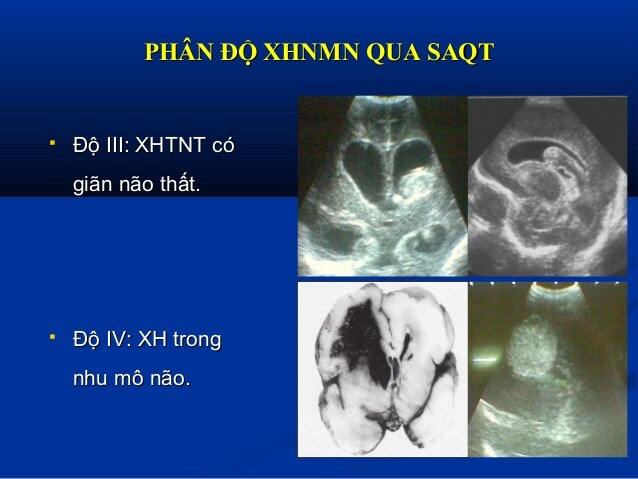 PHÂN ĐỘ XHNMN QUA SAQT
Độ III: XHTNT có
giãn não thất.
Độ IV: XH trong
nhu mô não.